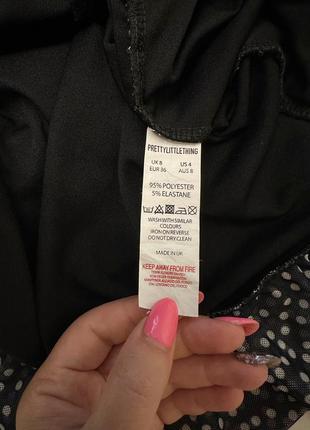 PRETTYLITTLETHING
UK 8 US 4
EUR 36 AUS 8
95% POLYESTER
5% ELASTANE
WASH WITH SIMILAR
COLOURS
IRON ON REVERSE
DO NOT DRY CLEAN
MADE IN UK
KEEP AWAY FROM FIRE